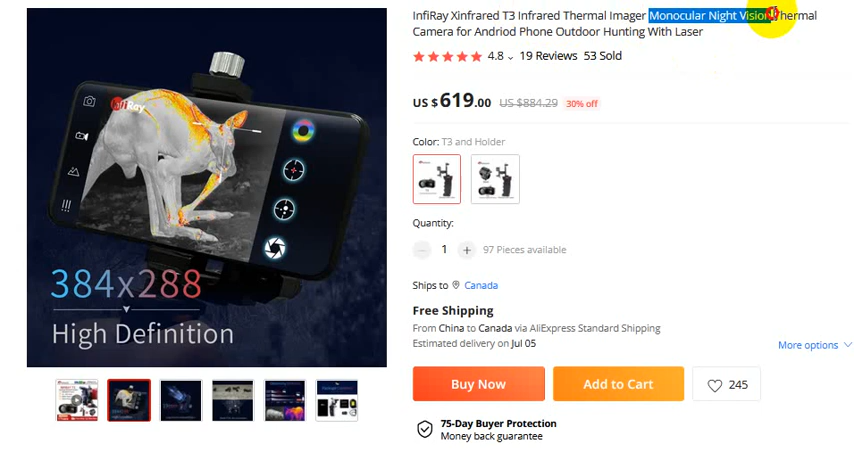 InfiRay Xinfrared T3 Infrared Thermal Imager Monocular Night Vision Thermal
Camera for Andriod Phone Outdoor Hunting With Laser
4.8 19 Reviews 53 Sold
US $619.00 US $884.29 30% off
Color: T3 and Holder
Quantity:
1 97 Pieces available
Ships to Canada
Free Shipping
From China to Canada via AliExpress Standard Shipping
Estimated delivery on Jul 05
More options
Buy Now
Add to Cart
245
75-Day Buyer Protection
Money back guarantee
InfiRay
384x288
High Definition